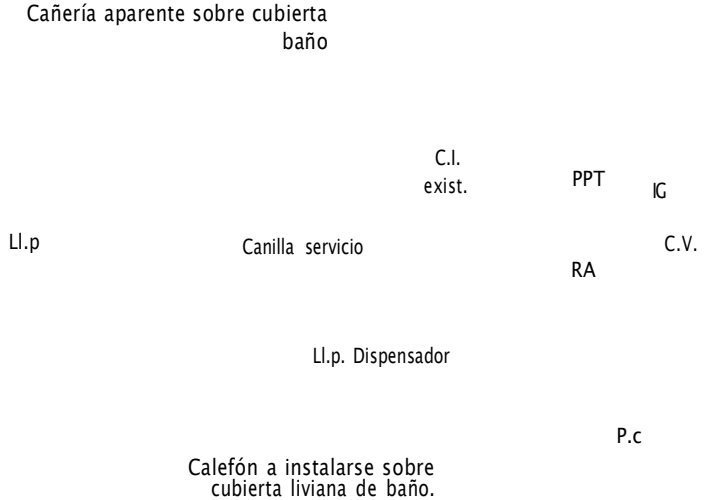 Cañería aparente sobre cubierta
baño
C.I.
exist.
PPT
IG
Ll.p
Canilla servicio
C.V.
RA
Ll.p. Dispensador
P.c
Calefón a instalarse sobre
cubierta liviana de baño.